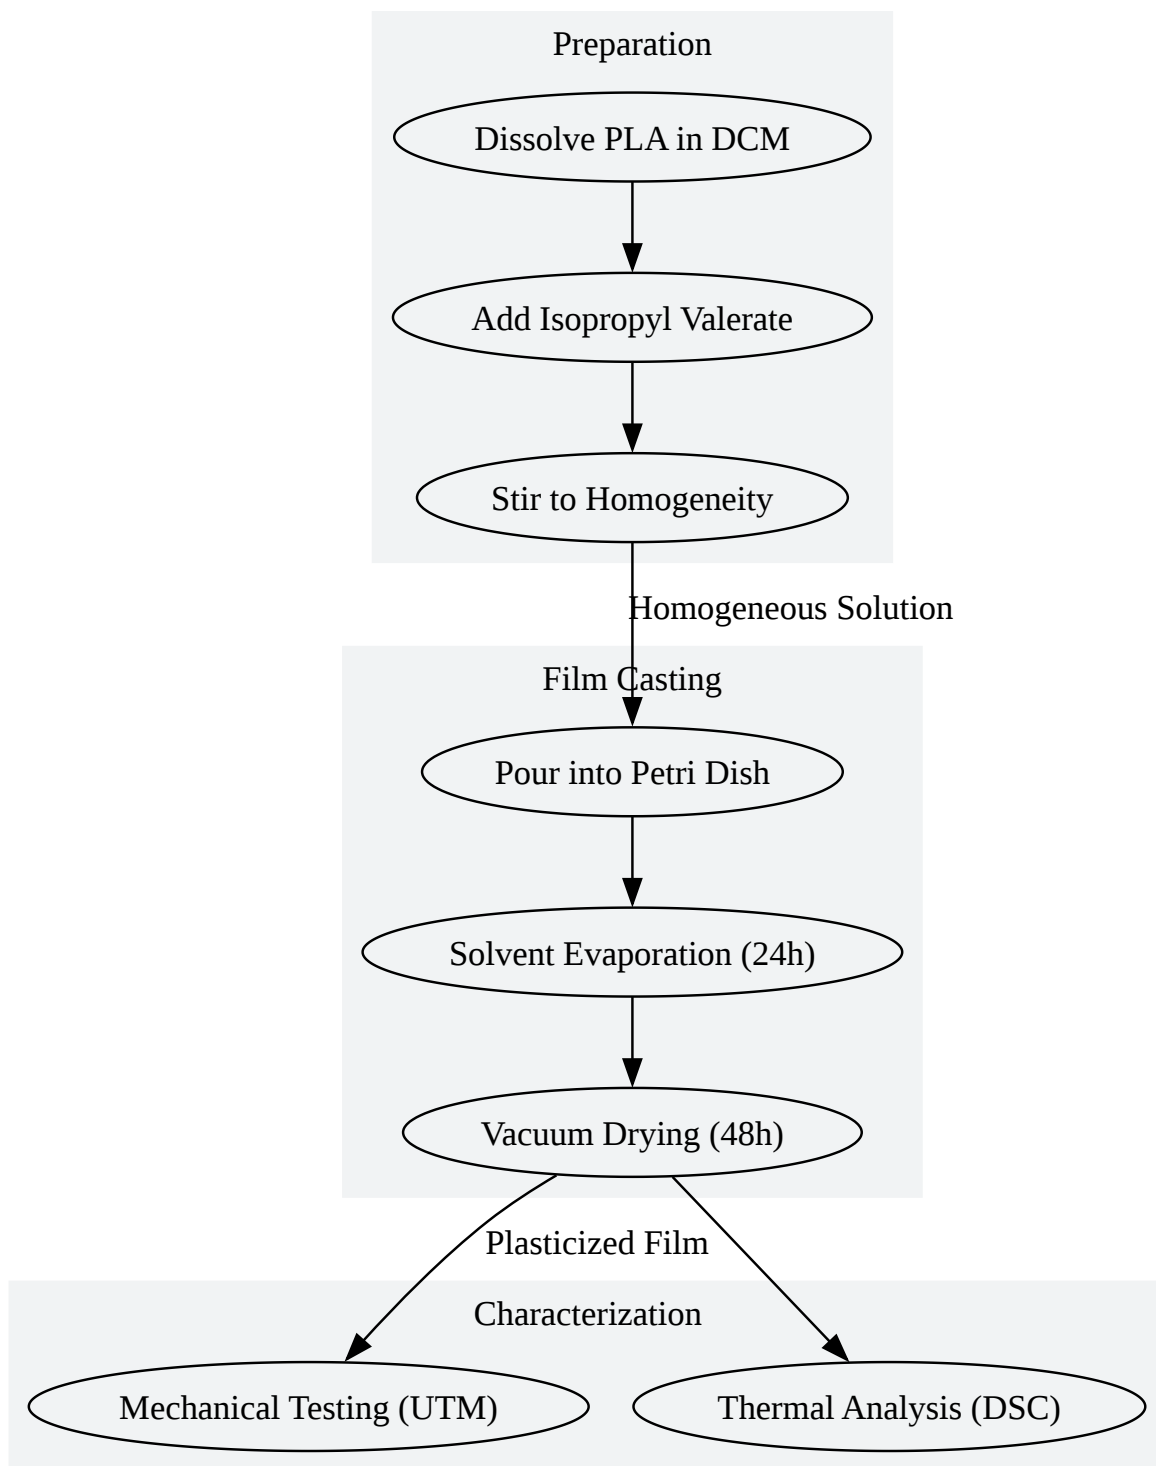 Preparation
Dissolve PLA in DCM
Add Isopropyl Valerate
Stir to Homogeneity
Homogeneous Solution
Film Casting
Pour into Petri Dish
Solvent Evaporation (24h)
Vacuum Drying (48h)
Plasticized Film
Characterization
Mechanical Testing (UTM)
Thermal Analysis (DSC)